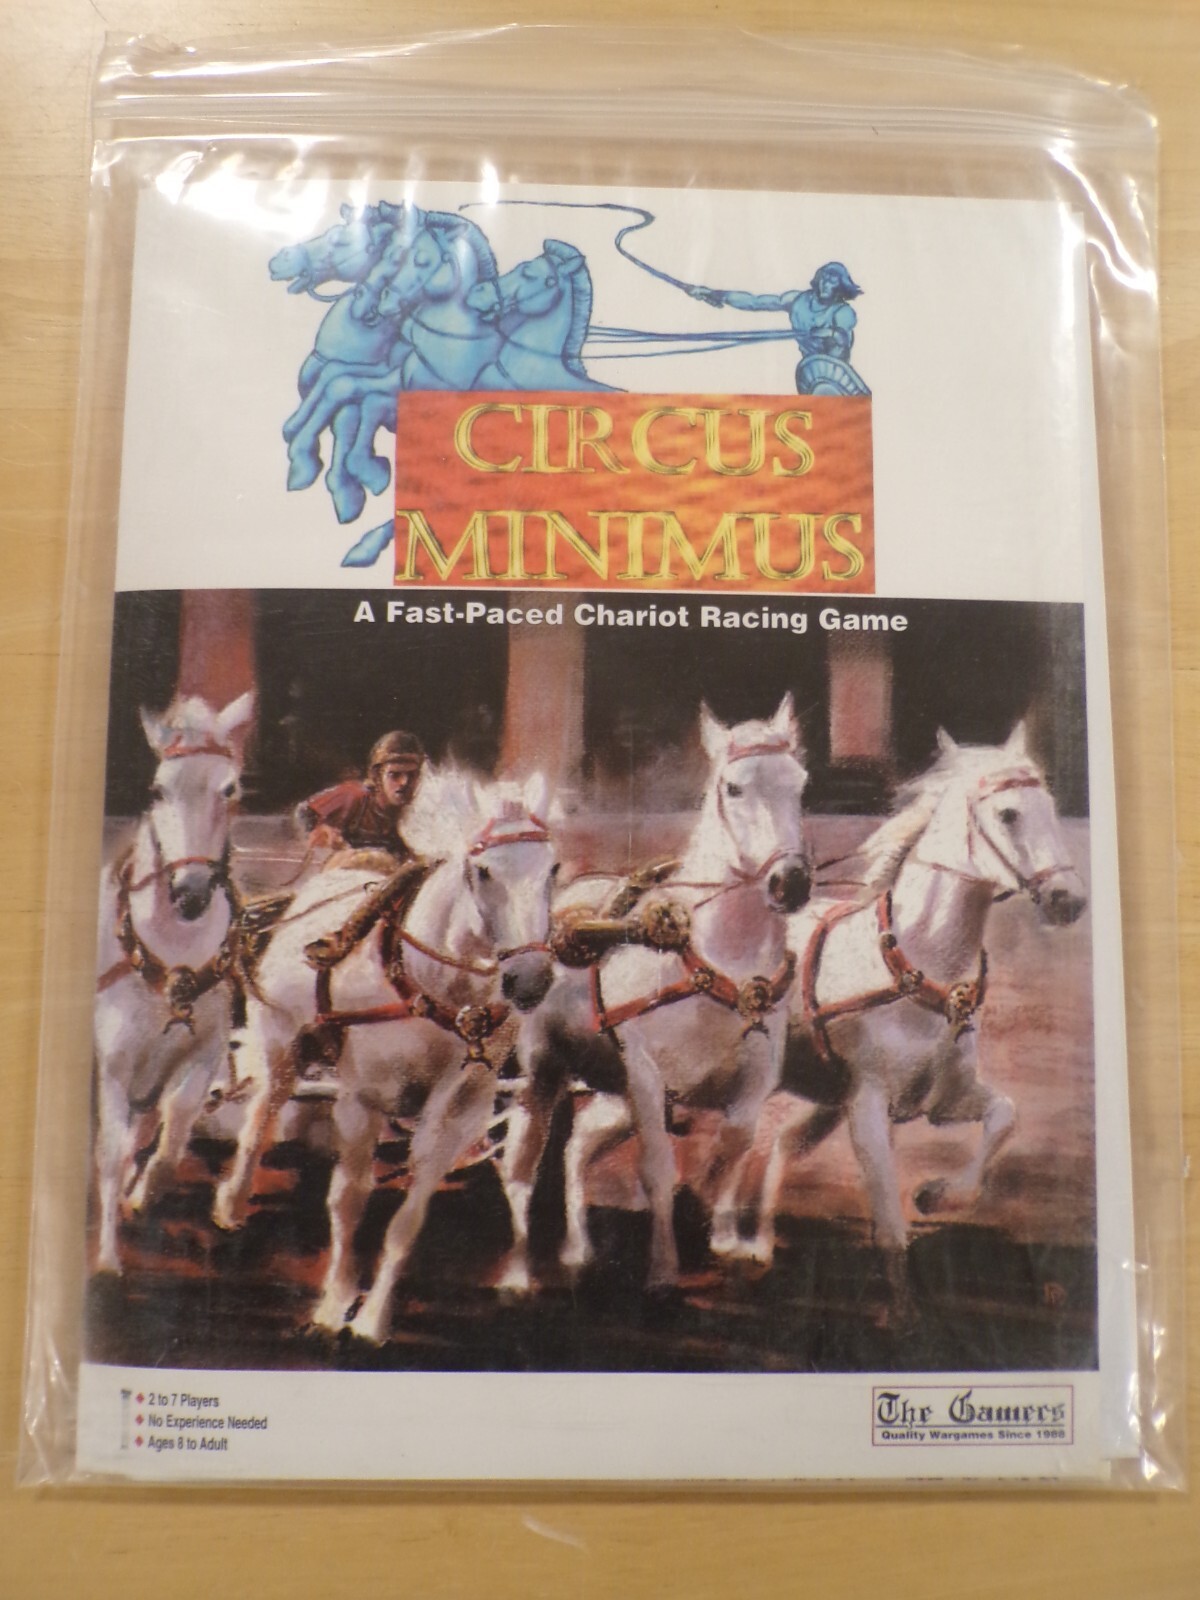 CIRCUS
MINIMUS
A Fast-Paced Chariot Racing Game
2 to 7 Players
No Experience Needed
Ages 8 to Adult
The Gamers
Quality Wargames Since 1988